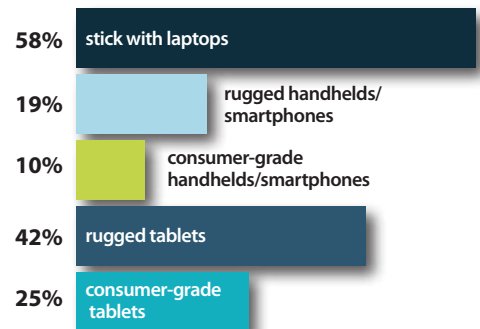 58% stick with laptops
19% rugged handhelds/
smartphones
10% consumer-grade
handhelds/smartphones
42% rugged tablets
25% consumer-grade
tablets